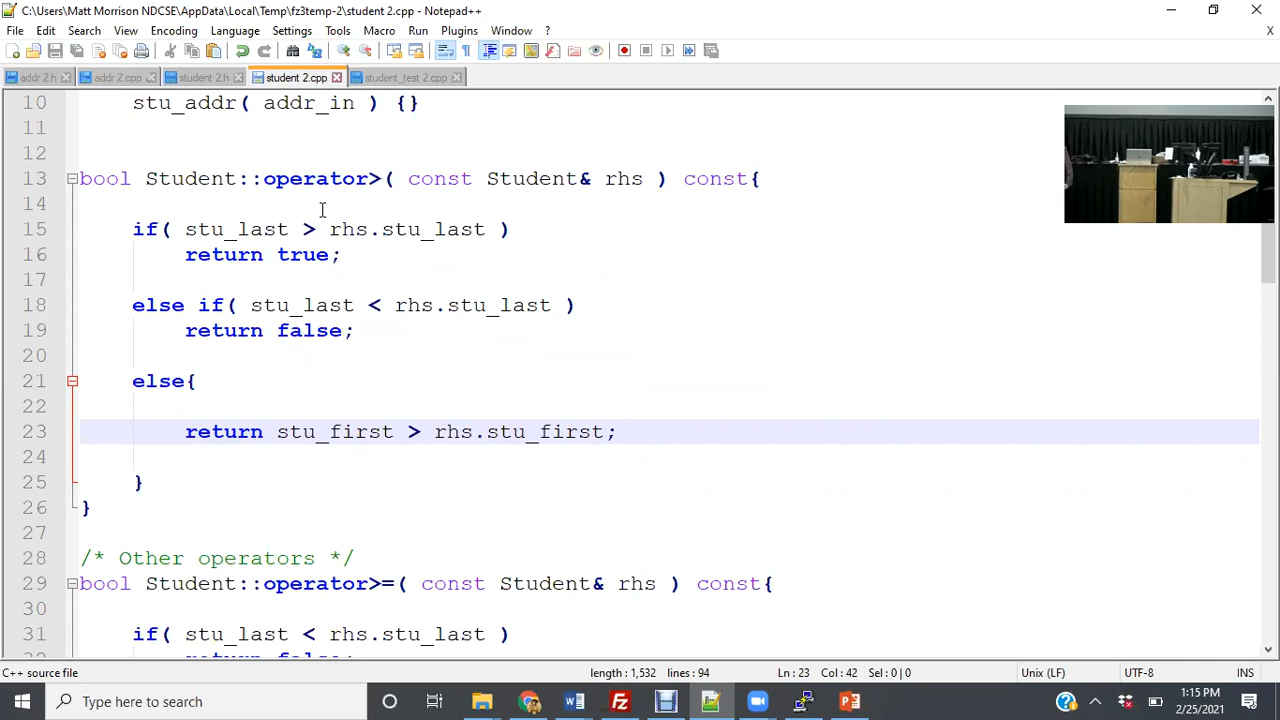 C:\Users\Matt Morrison NDCSE\AppData\Local\Temp\fz3temp-2\student 2.cpp - Notepad++
File Edit Search View Encoding Language Settings Tools Macro Run Plugins Window ? X
addr 2.h addr 2.cpp student 2.h student 2.cpp student_test 2.cpp
10 stu_addr( addr_in ) {}
11
12
13 bool Student::operator>( const Student& rhs ) const{
14
15 if( stu_last > rhs.stu_last )
16 return true;
17
18 else if( stu_last < rhs.stu_last )
19 return false;
20
21 else{
22
23 return stu_first > rhs.stu_first;
24
25 }
26 }
27
28 /* Other operators */
29 bool Student::operator>=( const Student& rhs ) const{
30
31 if( stu_last < rhs.stu_last )
C++ source file length : 1,532 lines : 94 Ln : 23 Col : 42 Sel : 0 | 0 Unix (LF) UTF-8 INS
Type here to search 1:15 PM
2/25/2021